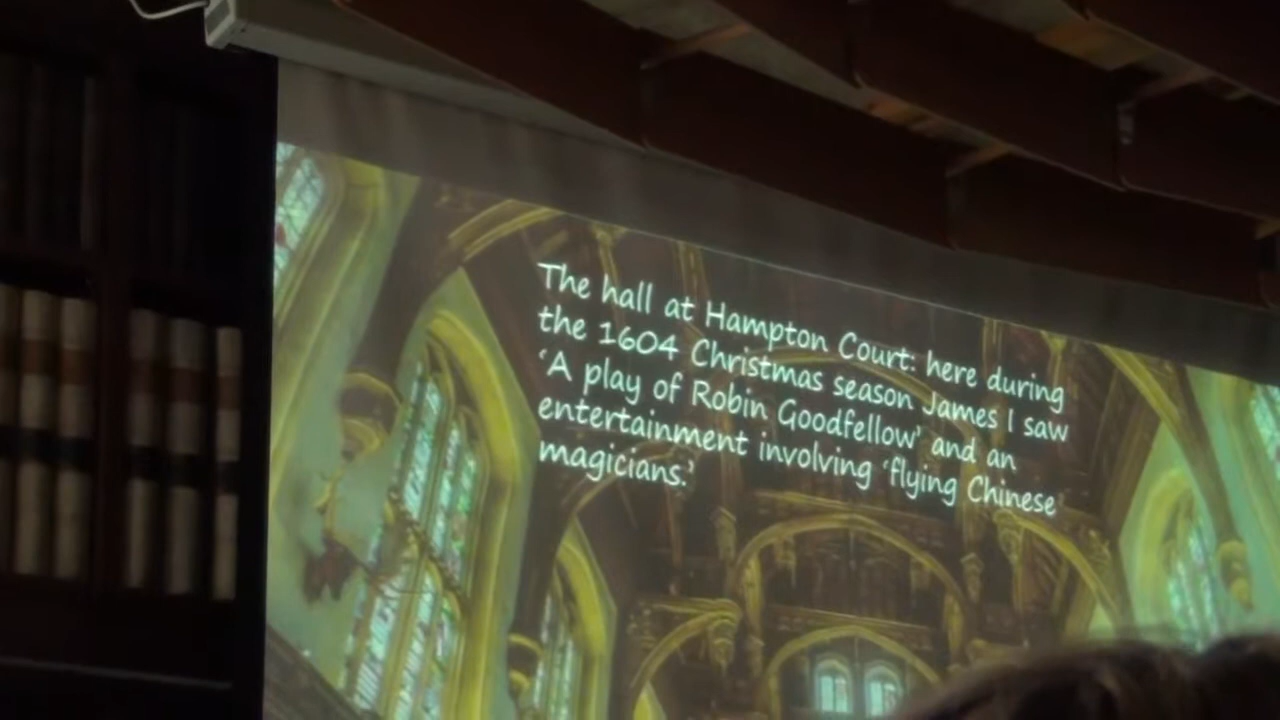 The hall at Hampton Court: here during
the 1604 Christmas season James I saw
‘A play of Robin Goodfellow’ and an
entertainment involving ‘flying Chinese
magicians.’